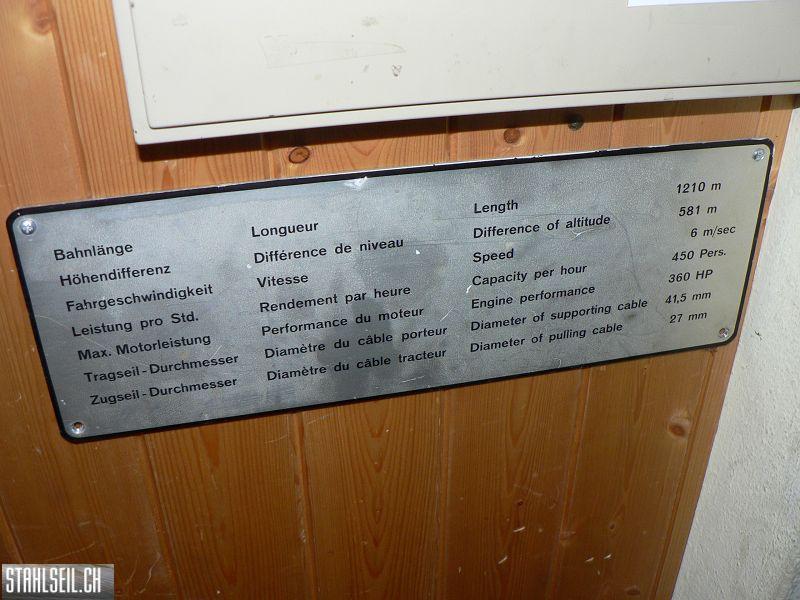 Bahnlänge Longueur Length 1210 m
Höhendifferenz Différence de niveau Difference of altitude 581 m
Fahrgeschwindigkeit Vitesse Speed 6 m/sec
Leistung pro Std. Rendement par heure Capacity per hour 450 Pers.
Max. Motorleistung Performance du moteur Engine performance 360 HP
Tragseil-Durchmesser Diamètre du câble porteur Diameter of supporting cable 41,5 mm
Zugseil-Durchmesser Diamètre du câble tracteur Diameter of pulling cable 27 mm
STAHLSEIL.CH